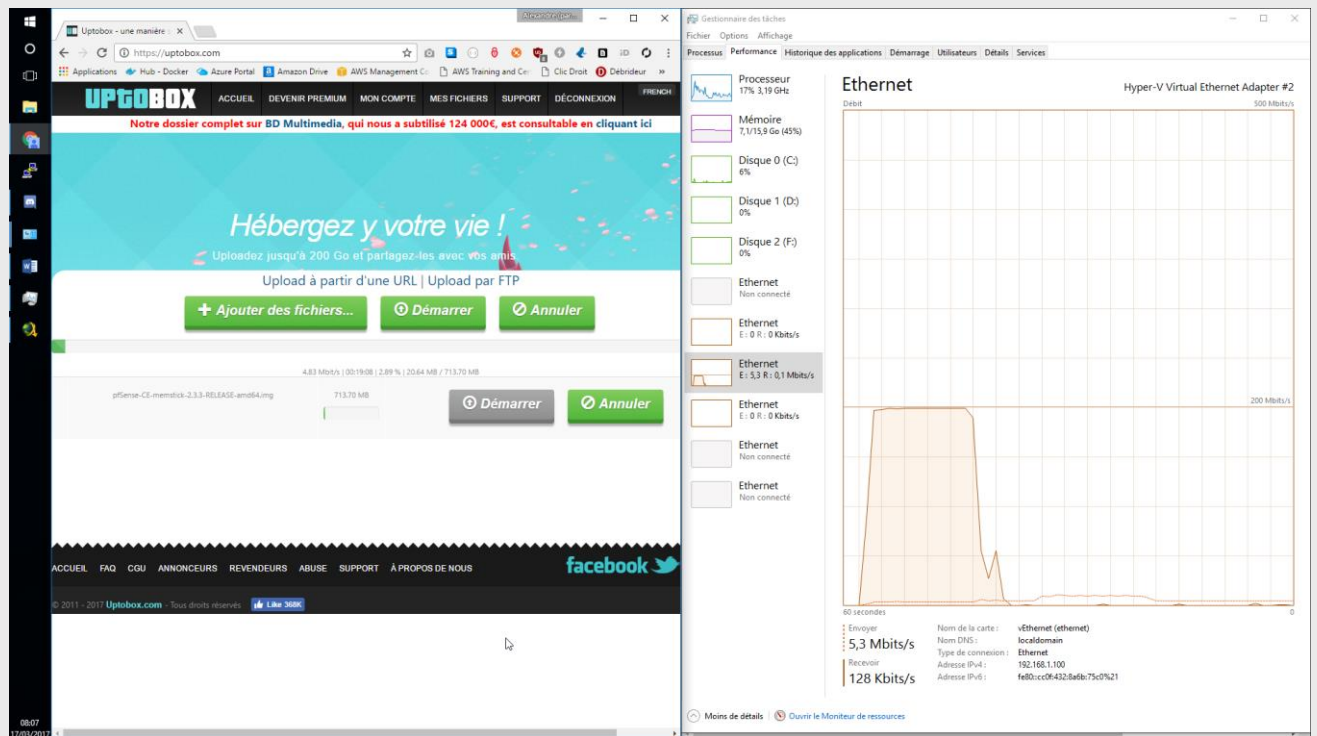 Uptobox - une manière
https://uptobox.com
Applications Hub - Docker Azure Portal Amazon Drive AWS Management C AWS Training and Cer Clic Droit Débrideur »
UPTOBOX ACCUEIL DEVENIR PREMIUM MON COMPTE MES FICHIERS SUPPORT DÉCONNEXION FRENCH
Notre dossier complet sur BD Multimedia, qui nous a subtilisé 124 000€, est consultable en cliquant ici
Hébergez y votre vie !
Uploadez jusqu'à 200 Go et partagez-les avec vos amis
Upload à partir d'une URL | Upload par FTP
+ Ajouter des fichiers... Démarrer Annuler
4.83 Mbit/s | 00:19:08 | 2.89 % | 20.64 MB / 713.70 MB
pfSense-CE-memstick-2.3.3-RELEASE-amd64.img 713.70 MB Démarrer Annuler
ACCUEIL FAQ CGU ANNONCEURS REVENDEURS ABUSE SUPPORT À PROPOS DE NOUS facebook
© 2011 - 2017 Uptobox.com - Tous droits réservés Like 368K
08:07
17/03/2017
Gestionnaire des tâches
Fichier Options Affichage
Processus Performance Historique des applications Démarrage Utilisateurs Détails Services
Processeur
17% 3,19 GHz
Mémoire
7,1/15,9 Go (45%)
Disque 0 (C:)
6%
Disque 1 (D:)
0%
Disque 2 (F:)
0%
Ethernet
Non connecté
Ethernet
E : 0 R : 0 Kbits/s
Ethernet
E : 5,3 R : 0,1 Mbits/s
Ethernet
E : 0 R : 0 Kbits/s
Ethernet
Non connecté
Ethernet
Non connecté
Ethernet Hyper-V Virtual Ethernet Adapter #2
Débit 500 Mbits/s
200 Mbits/s
60 secondes 0
Envoyer
5,3 Mbits/s
Recevoir
128 Kbits/s
Nom de la carte : vEthernet (ethernet)
Nom DNS : localdomain
Type de connexion : Ethernet
Adresse IPv4 : 192.168.1.100
Adresse IPv6 : fe80::cc0f:432:8a6b:75c0%21
Moins de détails Ouvrir le Moniteur de ressources